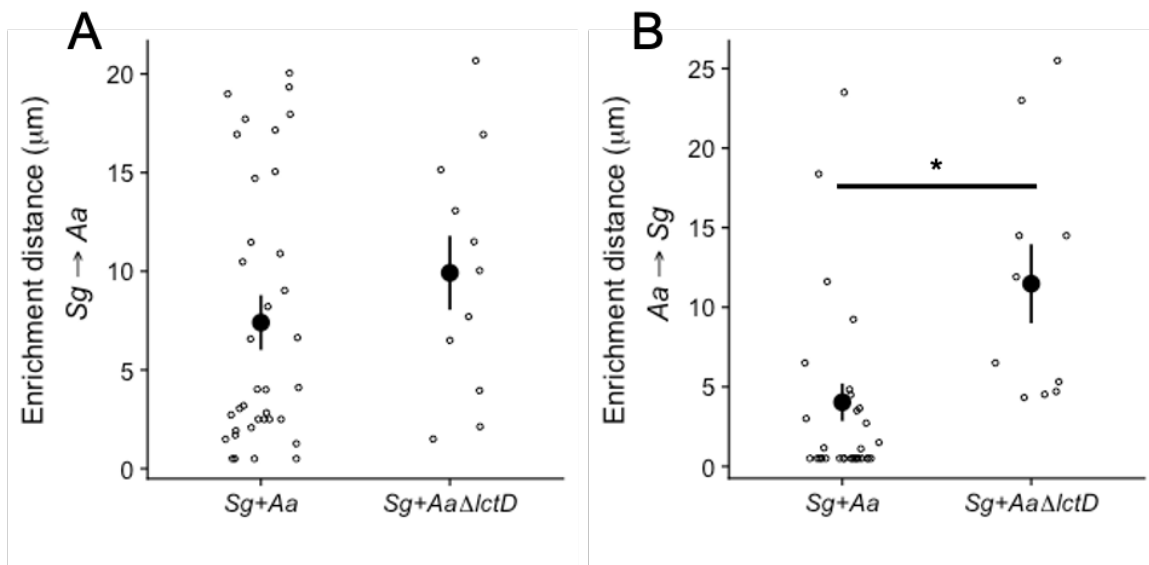 A
Enrichment distance (μm)
Sg → Aa
20
15
10
5
0
Sg+Aa
Sg+AaΔlctD
B
Enrichment distance (μm)
Aa → Sg
25
20
15
10
5
0
*
Sg+Aa
Sg+AaΔlctD